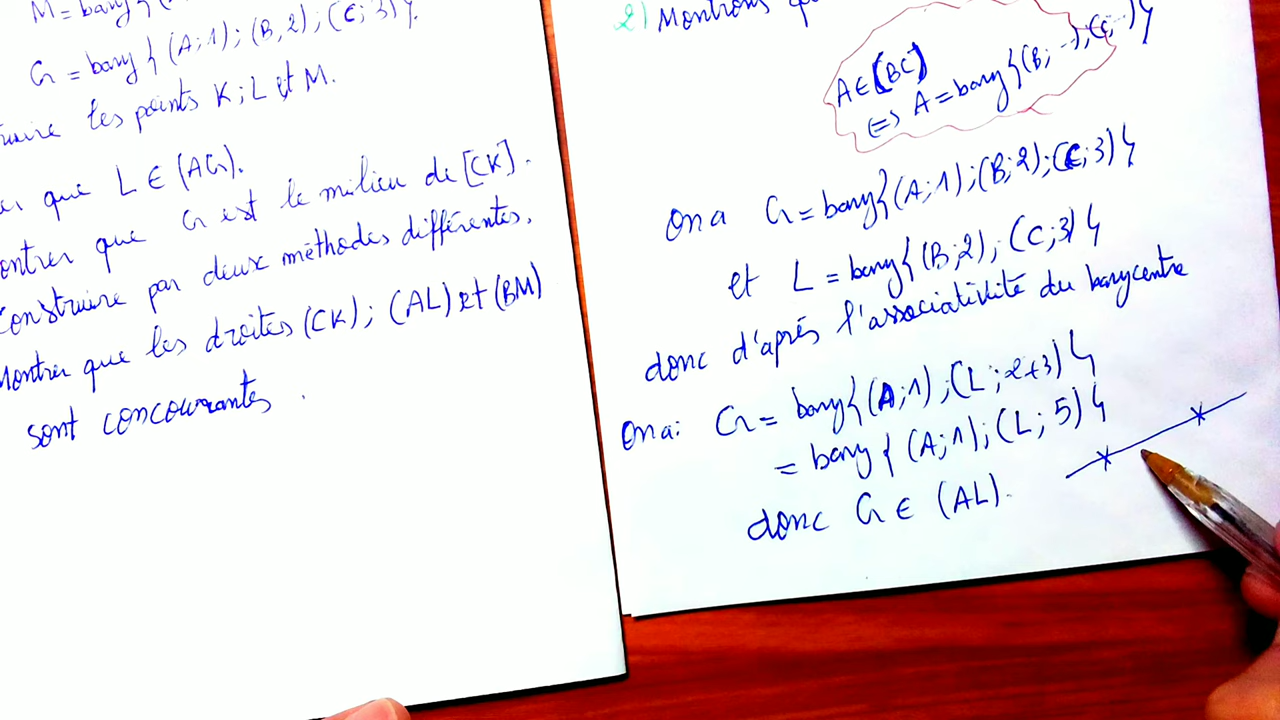 M = bary{(
G = bary{(A;1);(B,2);(C;3)}.
les points K; L et M.
que L ∈ (AG).
ontrer que G est le milieu de [CK].
Construire par deux méthodes différentes.
Montrer que les droites (CK); (AL) et (BM)
sont concourantes.
2) Montrons
A ∈ (BC)
⇔ A = bary{(B; --);(C; --)}
On a G = bary{(A;1);(B;2);(C;3)}
et L = bary{(B;2); (C;3)}
donc d'après l'associativité du barycentre
on a: G = bary{(A;1);(L;2+3)}
= bary{(A;1);(L;5)}
donc G ∈ (AL).